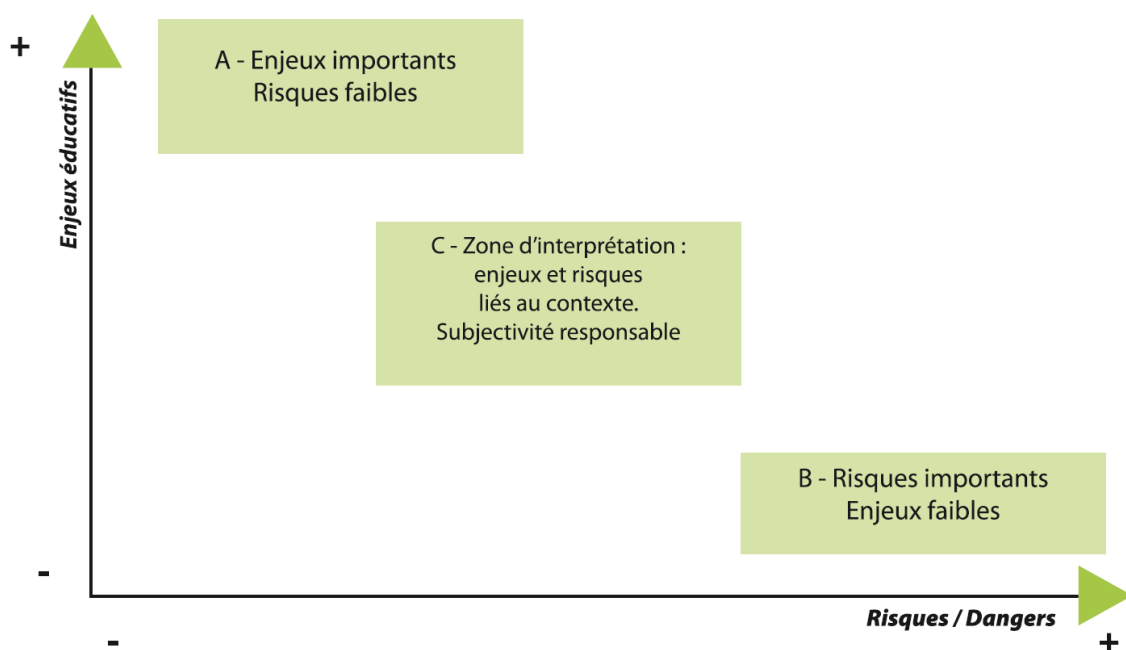 +
Enjeux éducatifs
A - Enjeux importants
Risques faibles
C - Zone d'interprétation :
enjeux et risques
liés au contexte.
Subjectivité responsable
B - Risques importants
Enjeux faibles
-
Risques / Dangers
-
+